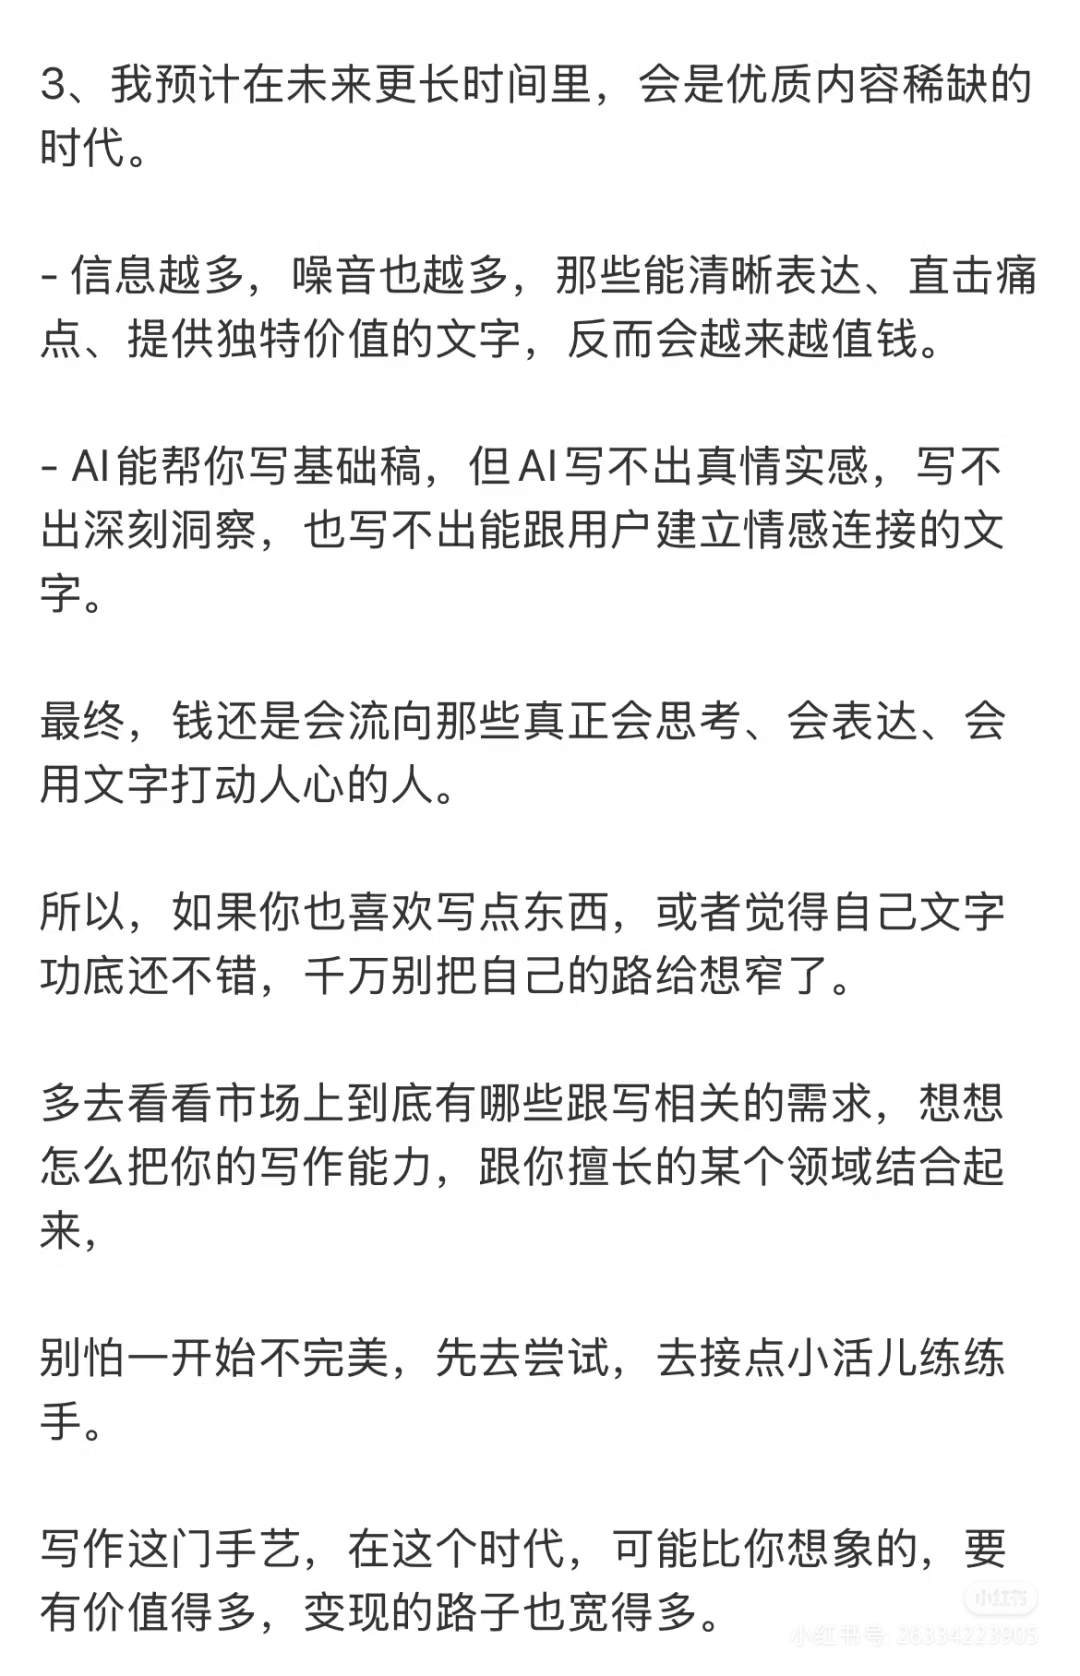 3、我预计在未来更长时间里，会是优质内容稀缺的
时代。
- 信息越多，噪音也越多，那些能清晰表达、直击痛
点、提供独特价值的文字，反而会越来越值钱。
- AI能帮你写基础稿，但AI写不出真情实感，写不
出深刻洞察，也写不出能跟用户建立情感连接的文
字。
最终，钱还是会流向那些真正会思考、会表达、会
用文字打动人心的人。
所以，如果你也喜欢写点东西，或者觉得自己文字
功底还不错，千万别把自己的路给想窄了。
多去看看市场上到底有哪些跟写相关的需求，想想
怎么把你的写作能力，跟你擅长的某个领域结合起
来，
别怕一开始不完美，先去尝试，去接点小活儿练练
手。
写作这门手艺，在这个时代，可能比你想象的，要
有价值得多，变现的路子也宽得多。
小红书
小红书号: 26334223905